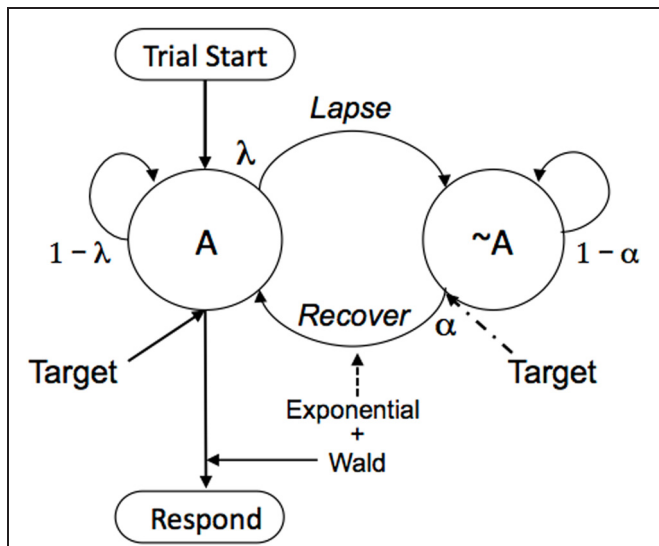 Trial Start
Lapse
λ
A
~A
1 – λ
1 – α
Recover
α
Target
Target
Exponential
+
Wald
Respond